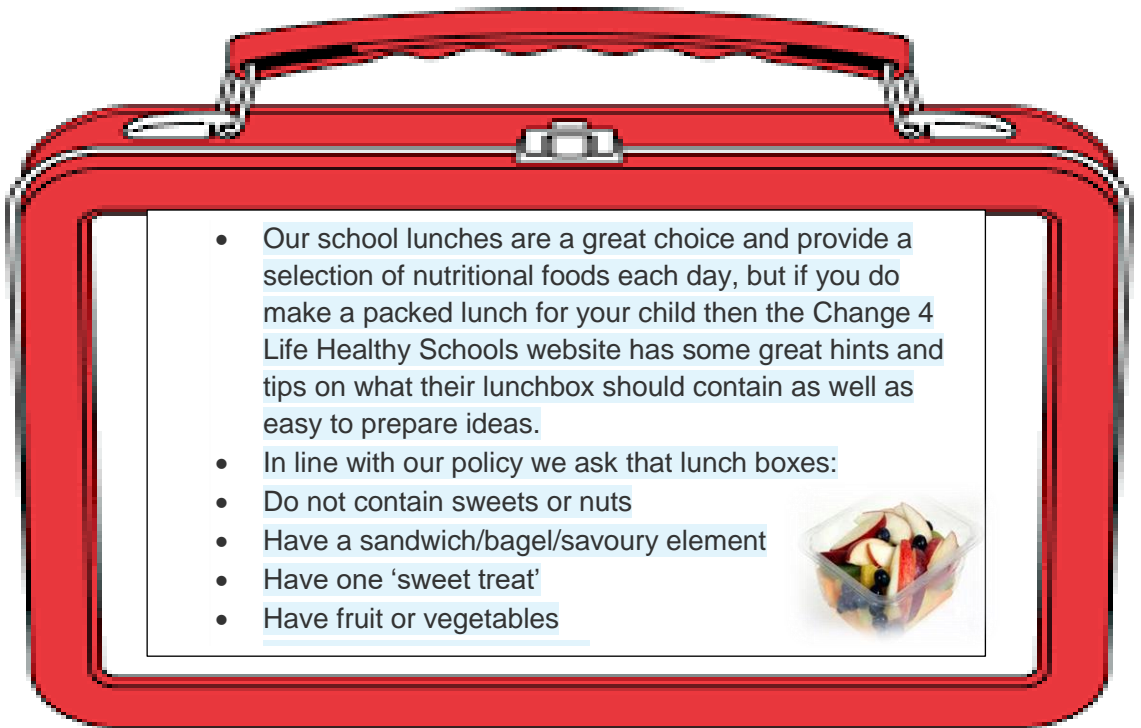 Our school lunches are a great choice and provide a
selection of nutritional foods each day, but if you do
make a packed lunch for your child then the Change 4
Life Healthy Schools website has some great hints and
tips on what their lunchbox should contain as well as
easy to prepare ideas.
In line with our policy we ask that lunch boxes:
Do not contain sweets or nuts
Have a sandwich/bagel/savoury element
Have one ‘sweet treat’
Have fruit or vegetables